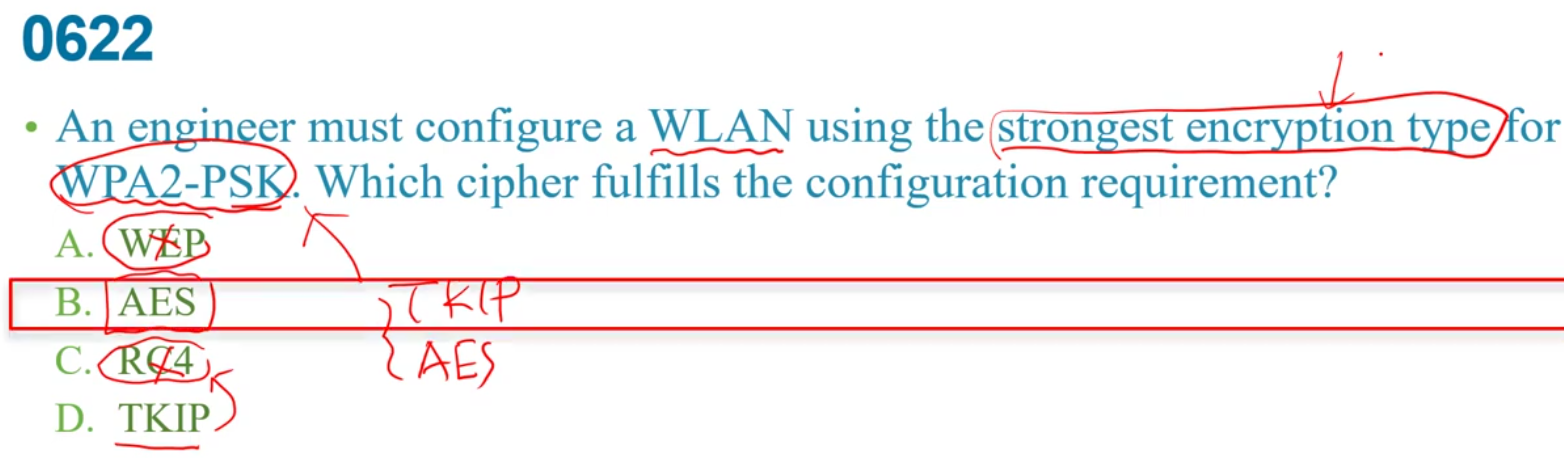 0622
• An engineer must configure a WLAN using the strongest encryption type for
WPA2-PSK. Which cipher fulfills the configuration requirement?
A. WEP
B. AES
TKIP
C. RC4
AES
D. TKIP